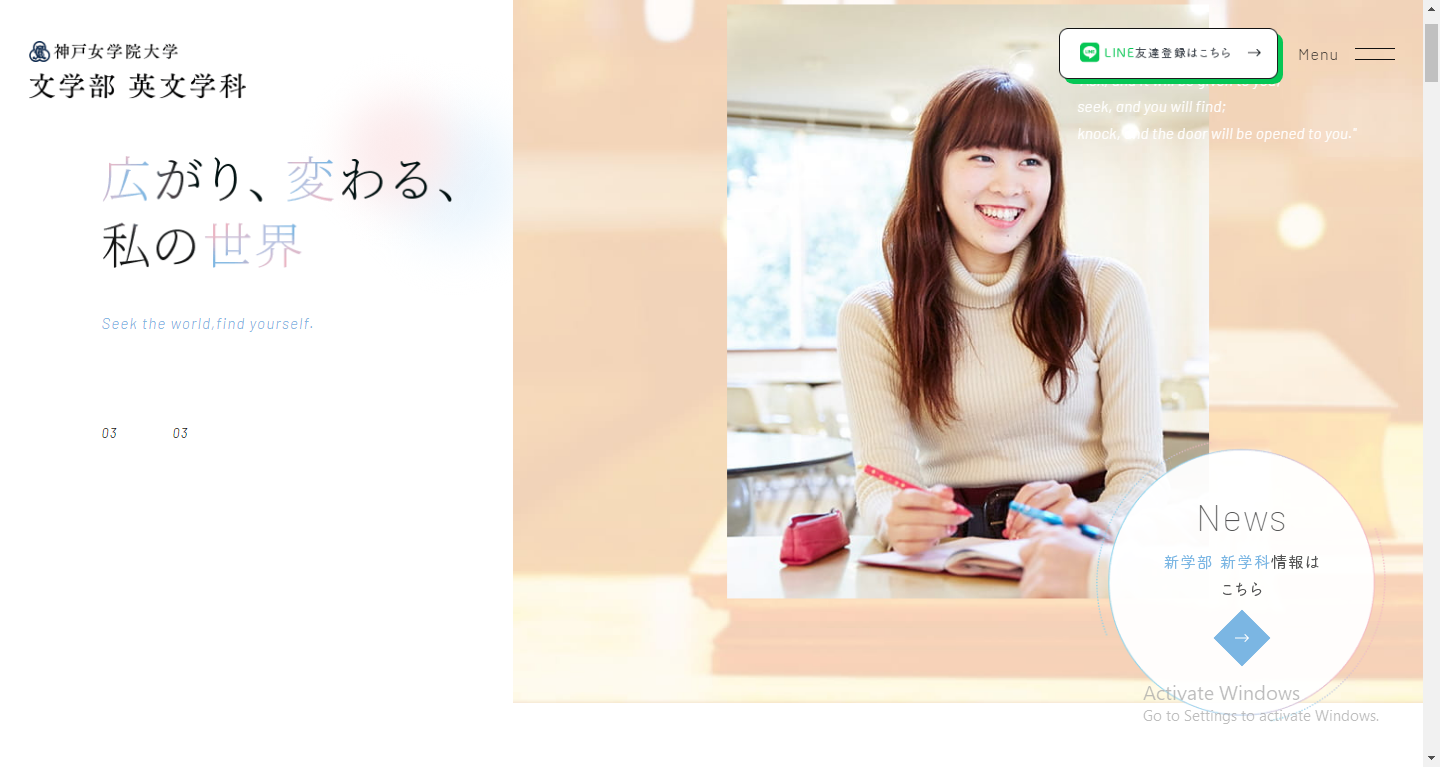 神戸女学院大学
文学部 英文学科
広がり、変わる、
私の世界
Seek the world,find yourself.
03 03
LINE友達登録はこちら →
Menu
seek, and you will find;
knock, and the door will be opened to you."
News
新学部 新学科情報は
こちら
→
Activate Windows
Go to Settings to activate Windows.